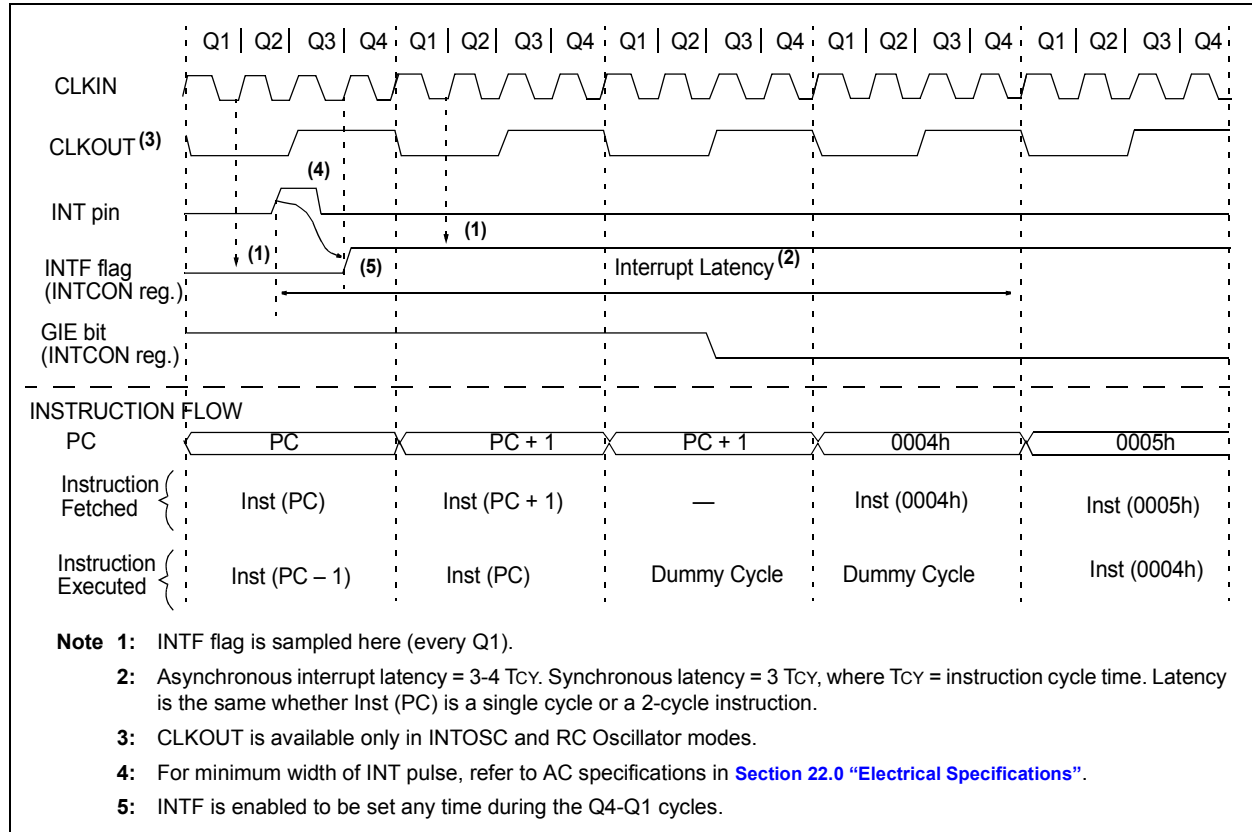 Q1 | Q2 | Q3 | Q4 Q1 | Q2 | Q3 | Q4 Q1 | Q2 | Q3 | Q4 Q1 | Q2 | Q3 | Q4 Q1 | Q2 | Q3 | Q4
CLKIN
CLKOUT (3)
(4)
INT pin
(1) (1)
INTF flag (5) Interrupt Latency (2)
(INTCON reg.)
GIE bit
(INTCON reg.)
INSTRUCTION FLOW
PC PC PC + 1 PC + 1 0004h 0005h
Instruction
Fetched Inst (PC) Inst (PC + 1) — Inst (0004h) Inst (0005h)
Instruction
Executed Inst (PC – 1) Inst (PC) Dummy Cycle Dummy Cycle Inst (0004h)
Note 1: INTF flag is sampled here (every Q1).
2: Asynchronous interrupt latency = 3-4 TCY. Synchronous latency = 3 TCY, where TCY = instruction cycle time. Latency
is the same whether Inst (PC) is a single cycle or a 2-cycle instruction.
3: CLKOUT is available only in INTOSC and RC Oscillator modes.
4: For minimum width of INT pulse, refer to AC specifications in Section 22.0 “Electrical Specifications”.
5: INTF is enabled to be set any time during the Q4-Q1 cycles.